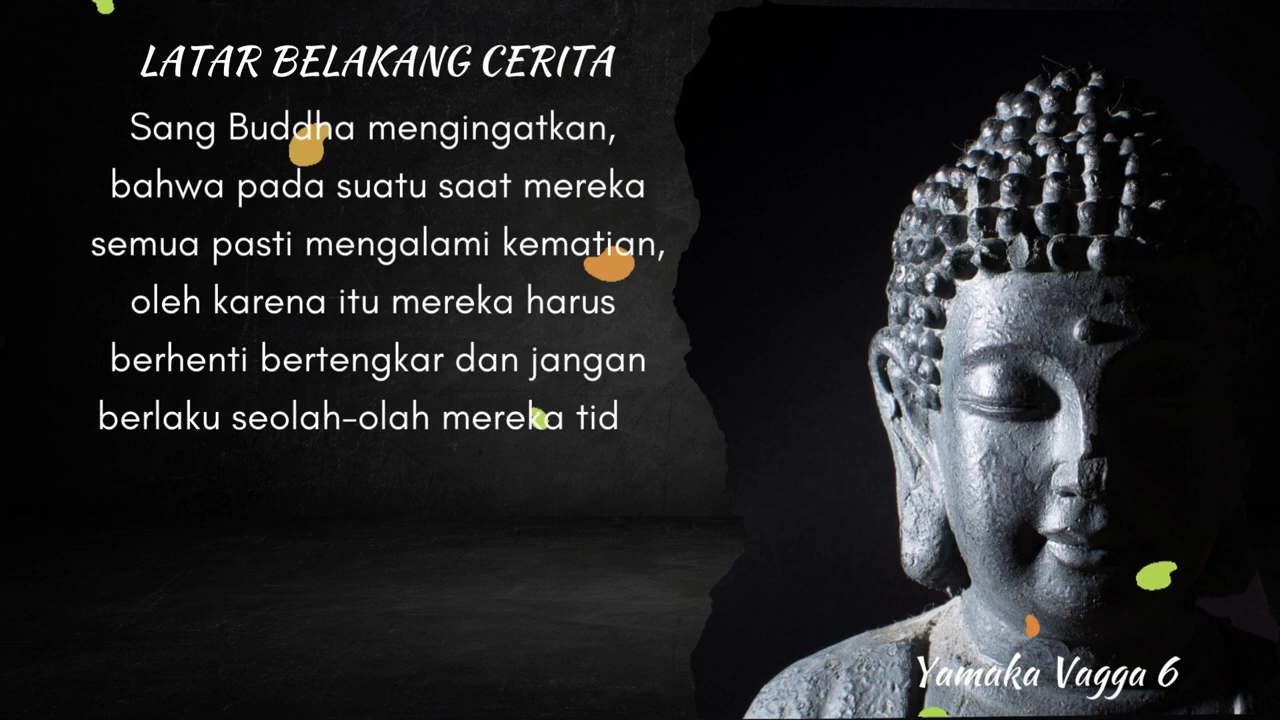 LATAR BELAKANG CERITA
Sang Buddha mengingatkan,
bahwa pada suatu saat mereka
semua pasti mengalami kematian,
oleh karena itu mereka harus
berhenti bertengkar dan jangan
berlaku seolah-olah mereka tid
Yamaka Vagga 6